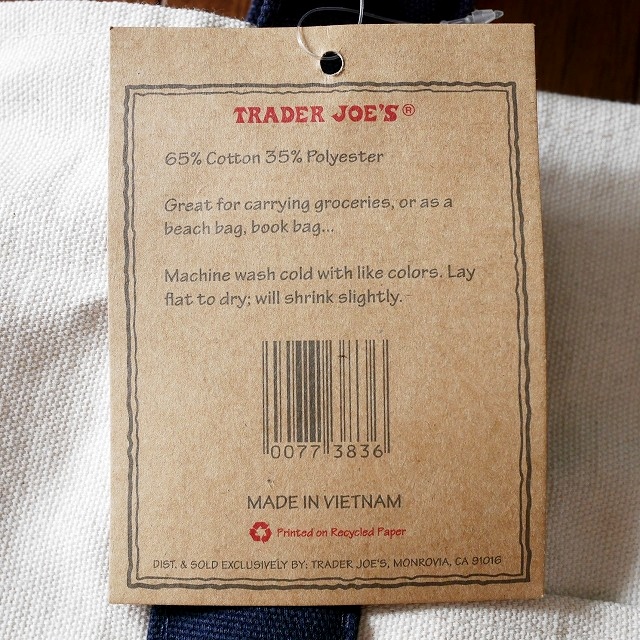 TRADER JOE'S®
65% Cotton 35% Polyester
Great for carrying groceries, or as a
beach bag, book bag...
Machine wash cold with like colors. Lay
flat to dry; will shrink slightly.
0077 3836
MADE IN VIETNAM
Printed on Recycled Paper
DIST. & SOLD EXCLUSIVELY BY: TRADER JOE'S, MONROVIA, CA 91016